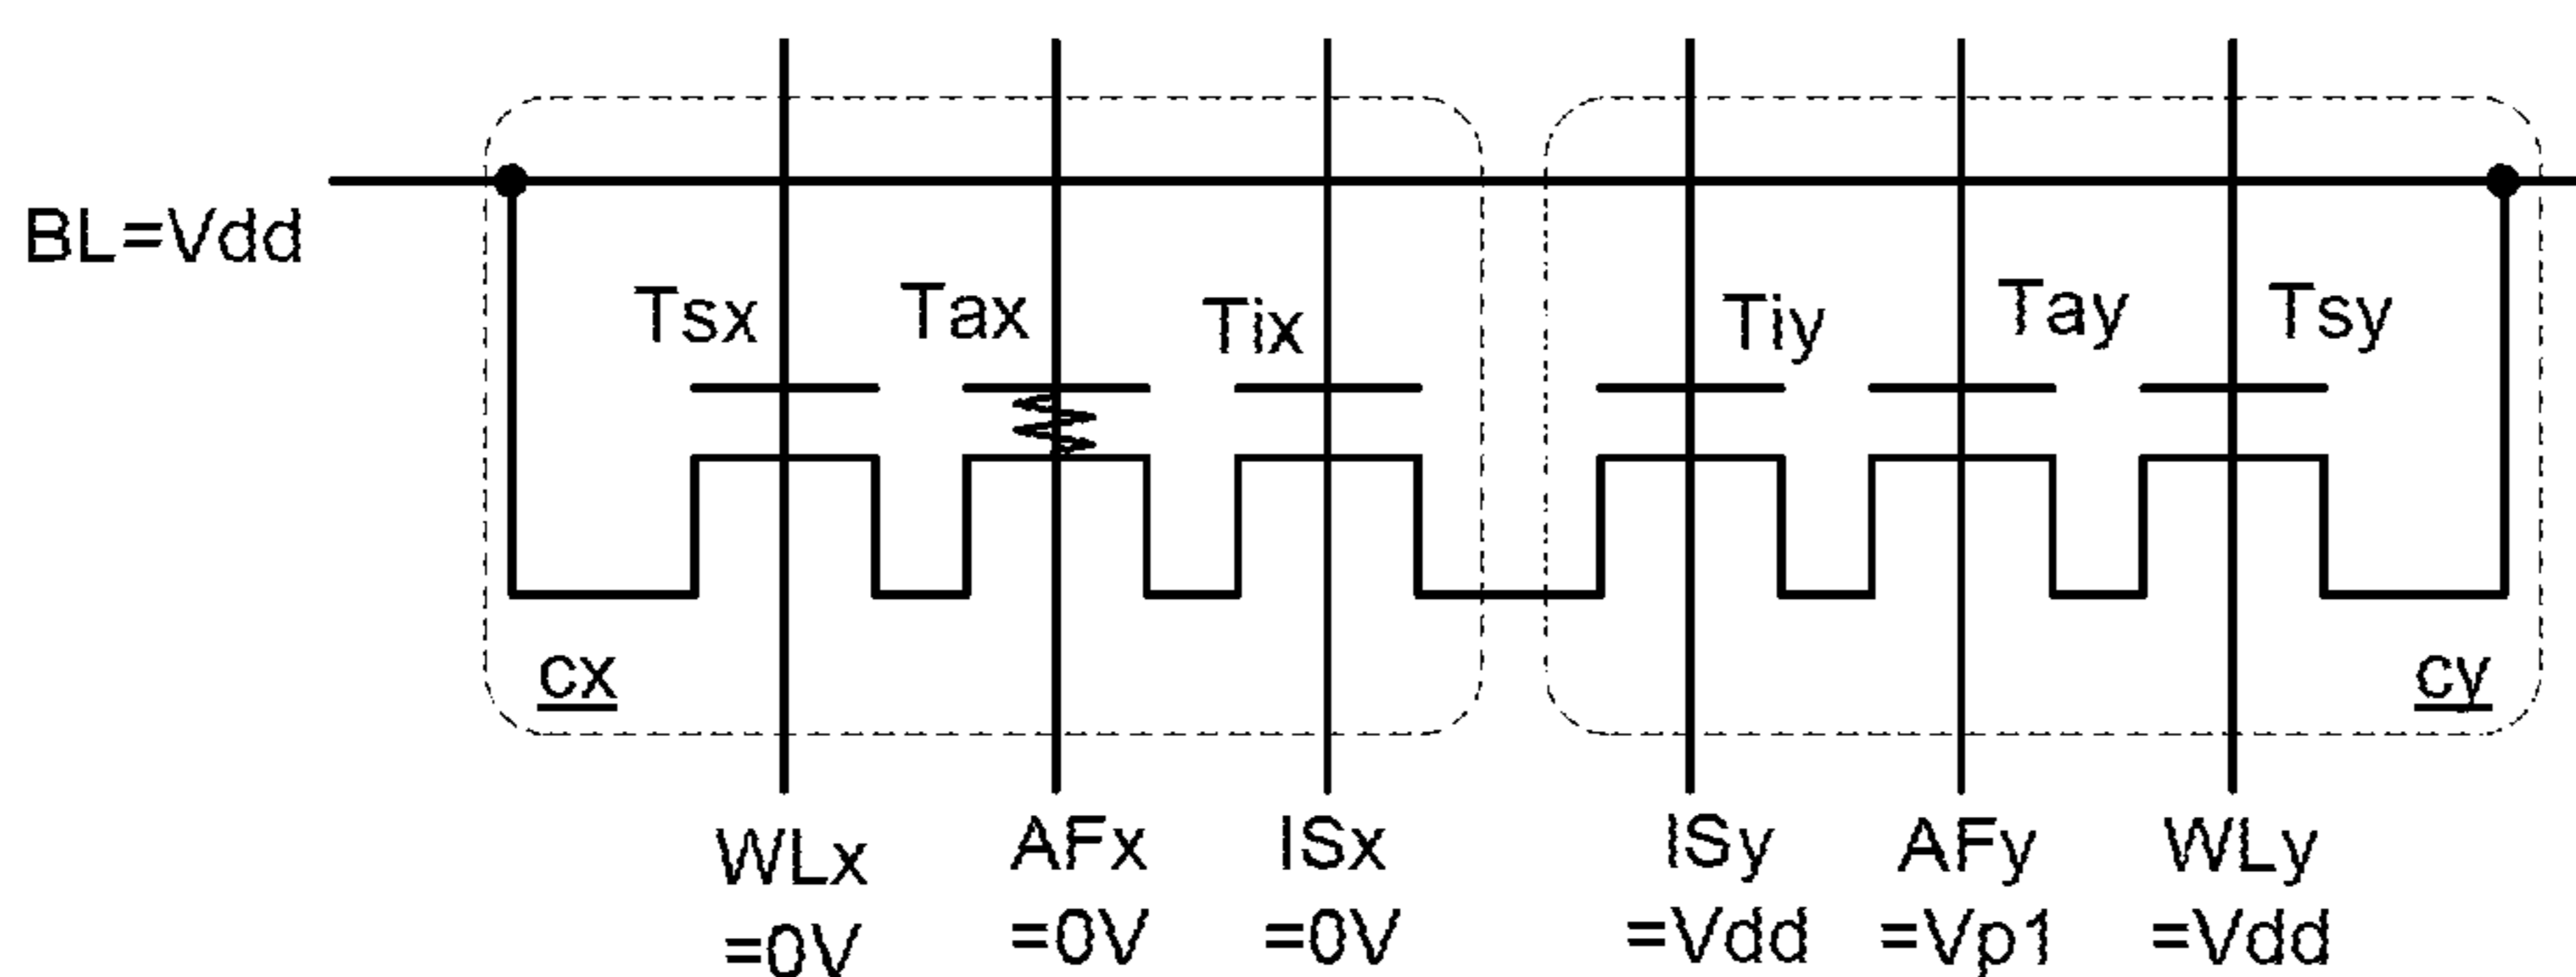 BL=Vdd
Tsx Tax Tix Tiy Tay Tsy
cx cy
WLx AFx ISx ISy AFy WLy
=0V =0V =0V =Vdd =Vp1 =Vdd